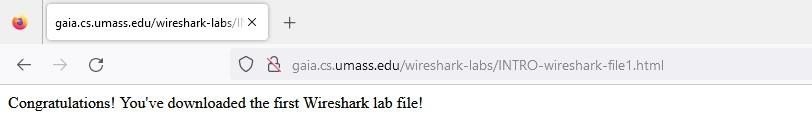 gaia.cs.umass.edu/wireshark-labs/I
gaia.cs.umass.edu/wireshark-labs/INTRO-wireshark-file1.html
Congratulations! You've downloaded the first Wireshark lab file!